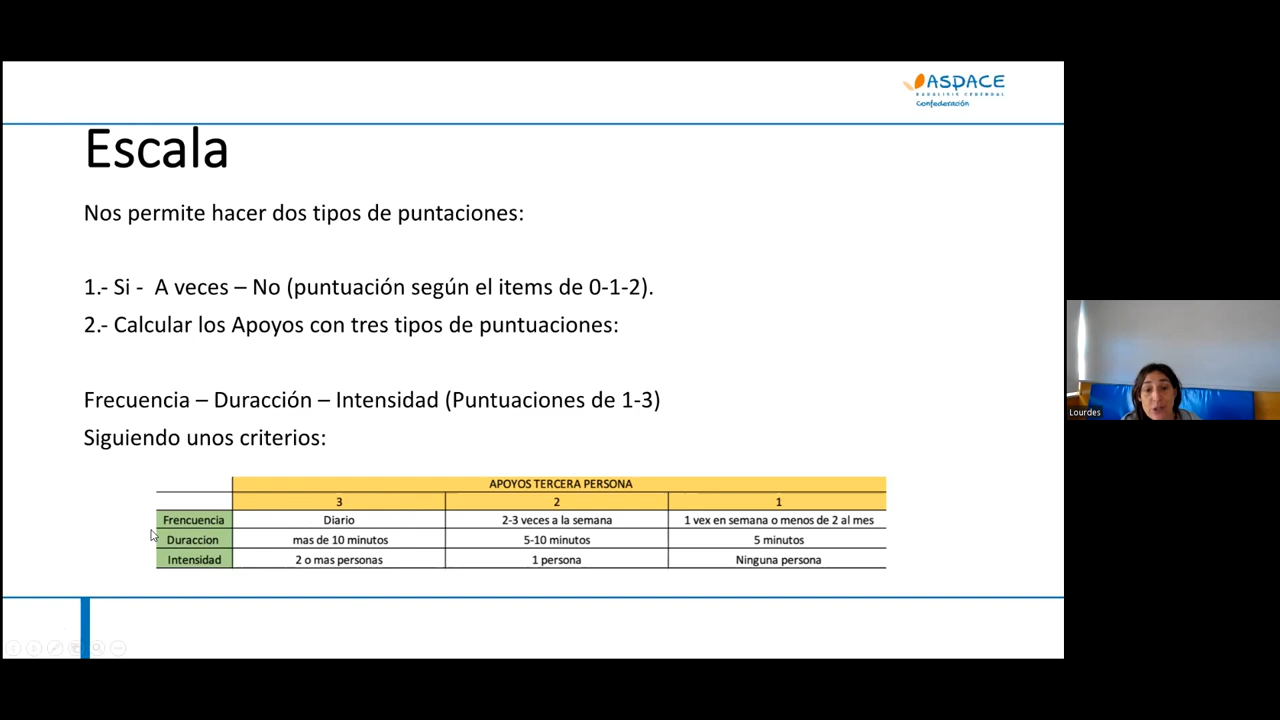 ASPACE
PARÁLISIS CEREBRAL
Confederación
Escala
Nos permite hacer dos tipos de puntaciones:
1.- Si -  A veces – No (puntuación según el items de 0-1-2).
2.- Calcular los Apoyos con tres tipos de puntuaciones:
Frecuencia – Duracción – Intensidad (Puntuaciones de 1-3)
Siguiendo unos criterios:
APOYOS TERCERA PERSONA
3 2 1
Frencuencia Diario 2-3 veces a la semana 1 vex en semana o menos de 2 al mes
Duraccion mas de 10 minutos 5-10 minutos 5 minutos
Intensidad 2 o mas personas 1 persona Ninguna persona
Lourdes